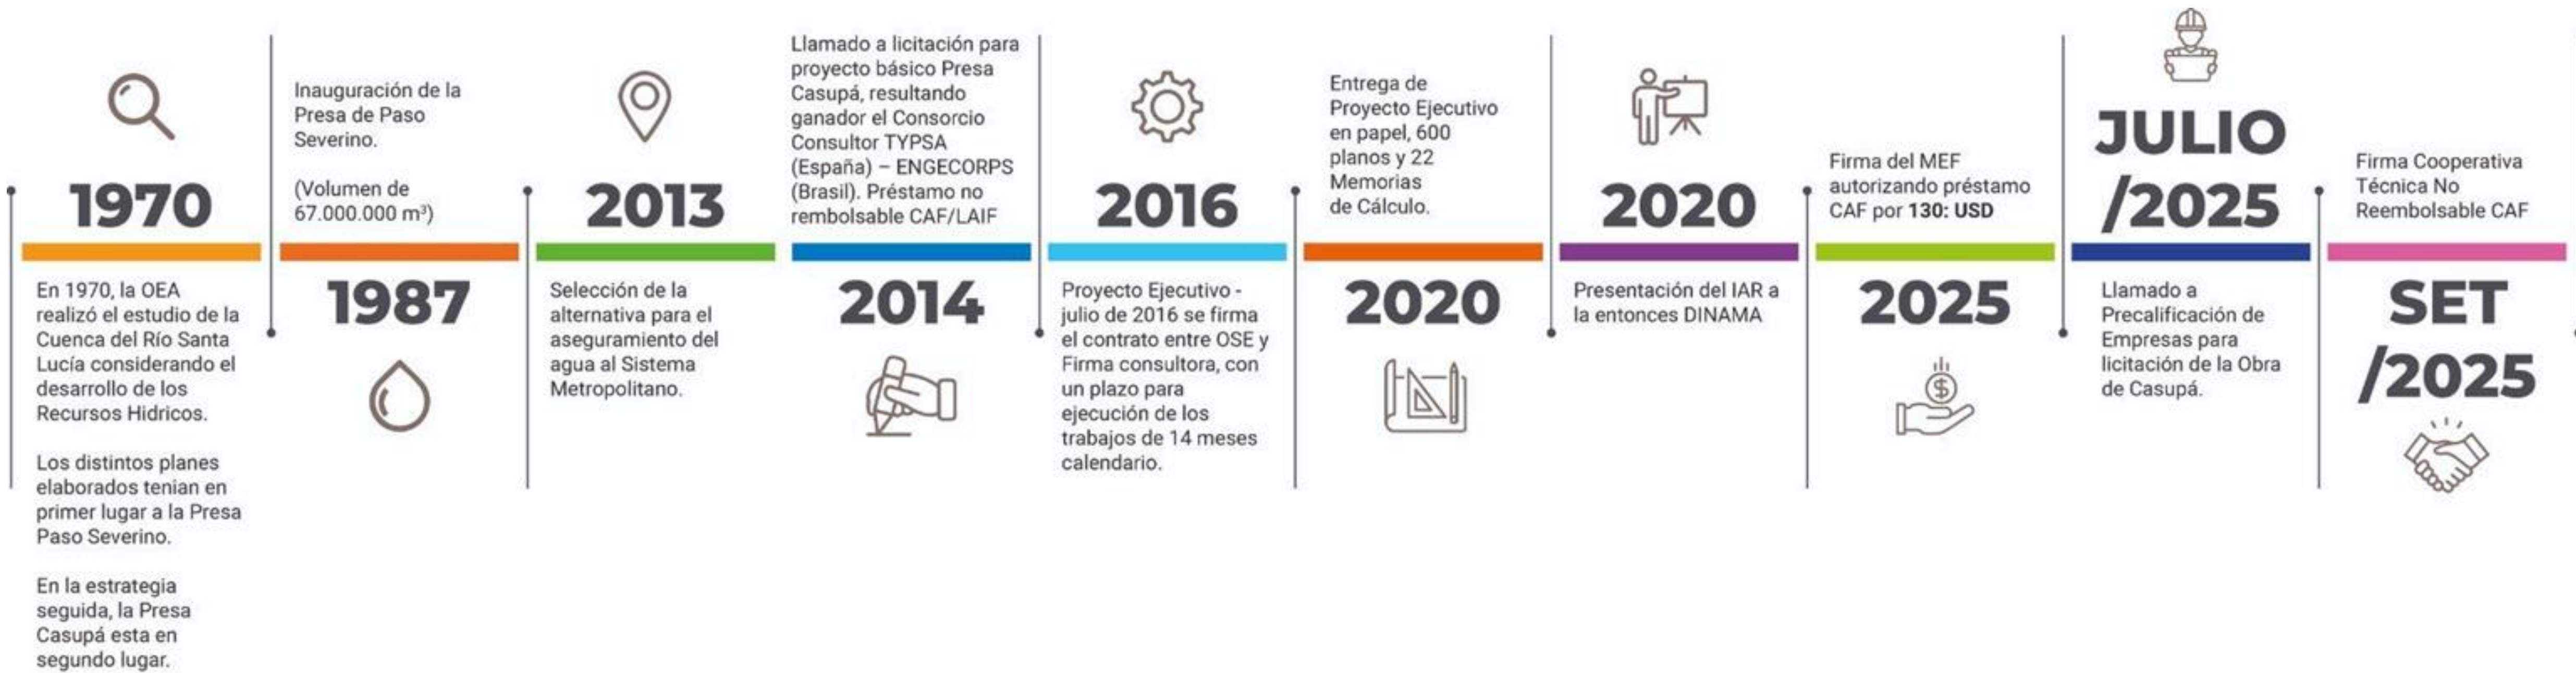 1970
En 1970, la OEA
realizó el estudio de la
Cuenca del Río Santa
Lucía considerando el
desarrollo de los
Recursos Hidricos.
Los distintos planes
elaborados tenian en
primer lugar a la Presa
Paso Severino.
En la estrategia
seguida, la Presa
Casupá esta en
segundo lugar.
Inauguración de la
Presa de Paso
Severino.
(Volumen de
67.000.000 m³)
1987
2013
Selección de la
alternativa para el
aseguramiento del
agua al Sistema
Metropolitano.
Llamado a licitación para
proyecto básico Presa
Casupá, resultando
ganador el Consorcio
Consultor TYPSA
(España) – ENGECORPS
(Brasil). Préstamo no
rembolsable CAF/LAIF
2014
2016
Proyecto Ejecutivo -
julio de 2016 se firma
el contrato entre OSE y
Firma consultora, con
un plazo para
ejecución de los
trabajos de 14 meses
calendario.
Entrega de
Proyecto Ejecutivo
en papel, 600
planos y 22
Memorias
de Cálculo.
2020
2020
Presentación del IAR a
la entonces DINAMA
Firma del MEF
autorizando préstamo
CAF por 130: USD
2025
JULIO
/2025
Llamado a
Precalificación de
Empresas para
licitación de la Obra
de Casupá.
Firma Cooperativa
Técnica No
Reembolsable CAF
SET
/2025